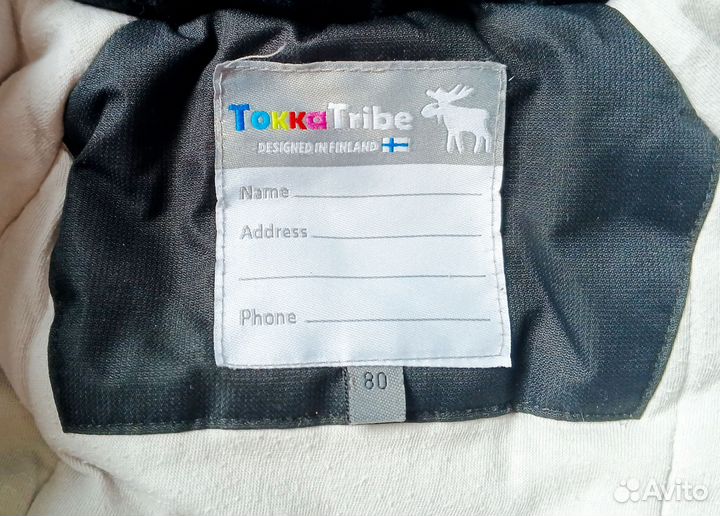 TokkaTribe
DESIGNED IN FINLAND
Name
Address
Phone
80
Avito